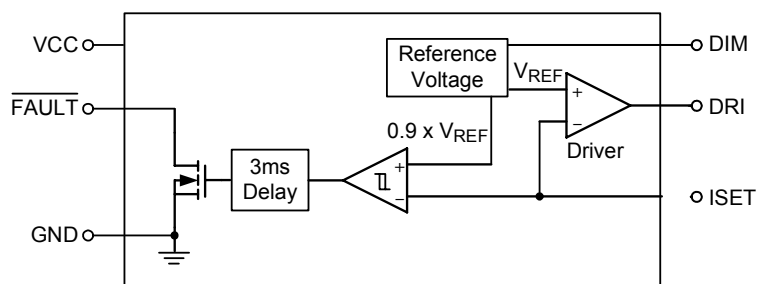 VCC
Reference
Voltage
DIM
VREF
FAULT
+
−
DRI
0.9 x VREF
Driver
3ms
Delay
+
−
ISET
GND